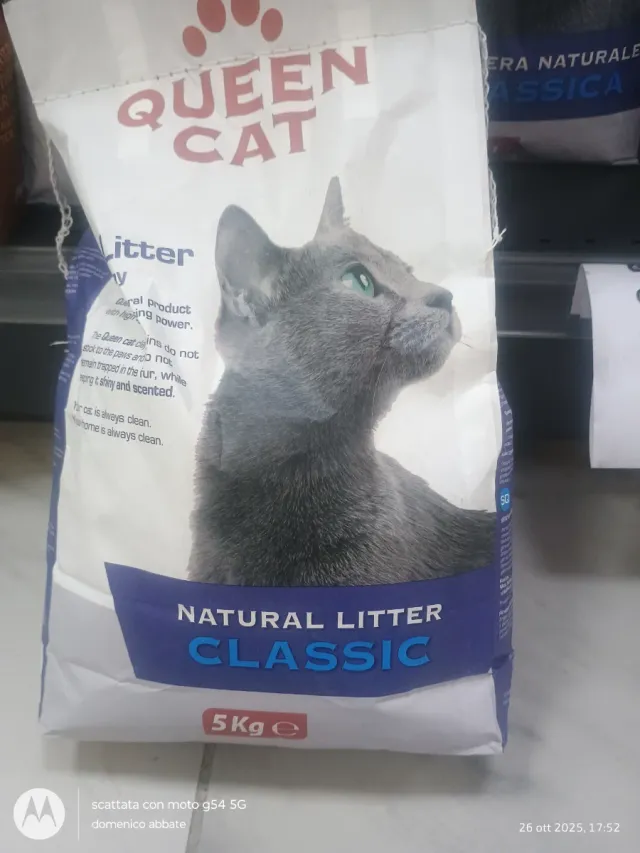 QUEEN
CAT
ERA NATURALE
ASSICA
Litter
product
power.
The Queen cat do not
stick to the paws and not
remain trapped in the fur, while
shiny and scented.
cat is always clean.
home is always clean.
NATURAL LITTER
CLASSIC
5Kg ℮
scattata con moto g54 5G
domenico abbate
26 ott 2025, 17:52